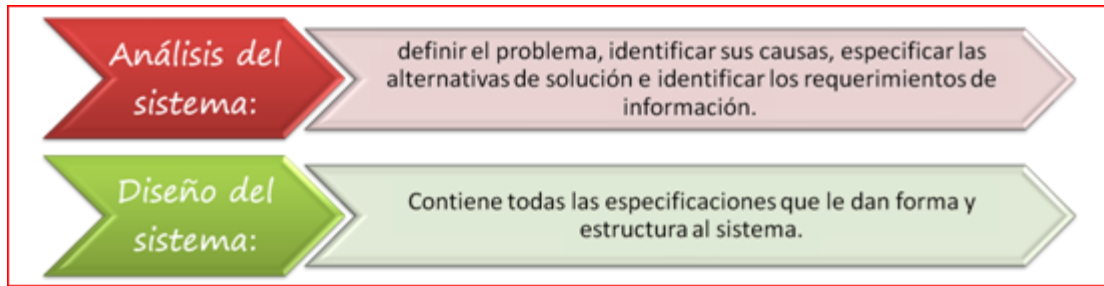 Análisis del
sistema:
definir el problema, identificar sus causas, especificar las
alternativas de solución e identificar los requerimientos de
información.
Diseño del
sistema:
Contiene todas las especificaciones que le dan forma y
estructura al sistema.